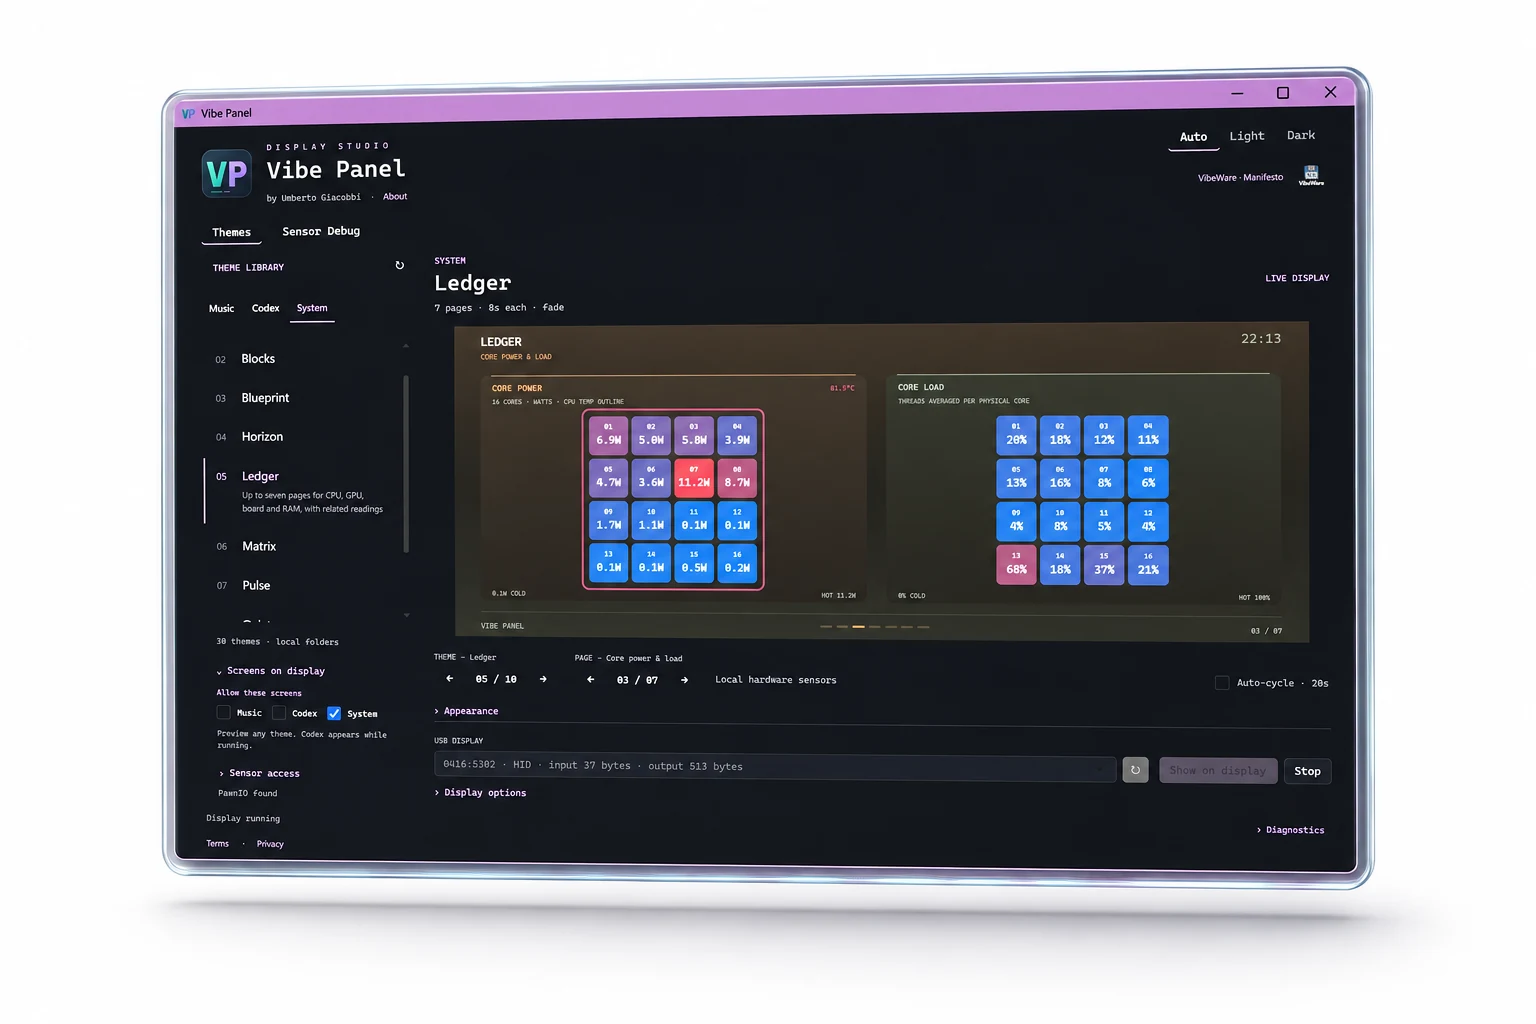 VP Vibe Panel
DISPLAY STUDIO
VP
Vibe Panel
by Umberto Giacobbi · About
Auto Light Dark
VibeWare · Manifesto
VibeWare
Themes Sensor Debug
THEME LIBRARY
Music Codex System
02 Blocks
03 Blueprint
04 Horizon
05 Ledger
Up to seven pages for CPU, GPU,
board and RAM, with related readings
06 Matrix
07 Pulse
30 themes · local folders
Screens on display
Allow these screens
Music Codex System
Preview any theme. Codex appears while
running.
Sensor access
PawnIO found
Display running
Terms · Privacy
SYSTEM
Ledger
7 pages · 8s each · fade
LIVE DISPLAY
LEDGER
CORE POWER & LOAD
22:13
CORE POWER
81.5°C
16 CORES · WATTS · CPU TEMP OUTLINE
01 02 03 04
6.9W 5.0W 5.8W 3.9W
05 06 07 08
4.7W 3.6W 11.2W 8.7W
09 10 11 12
1.7W 1.1W 0.1W 0.1W
13 14 15 16
0.1W 0.1W 0.5W 0.2W
0.1W COLD
HOT 11.2W
CORE LOAD
THREADS AVERAGED PER PHYSICAL CORE
01 02 03 04
20% 18% 12% 11%
05 06 07 08
13% 16% 8% 6%
09 10 11 12
4% 8% 5% 4%
13 14 15 16
68% 18% 37% 21%
0% COLD
HOT 100%
VIBE PANEL
03 / 07
THEME – Ledger
PAGE – Core power & load
← 05 / 10 →
← 03 / 07 →
Local hardware sensors
Auto-cycle · 20s
Appearance
USB DISPLAY
0416:5302 · HID · input 37 bytes · output 513 bytes
Show on display
Stop
Display options
Diagnostics